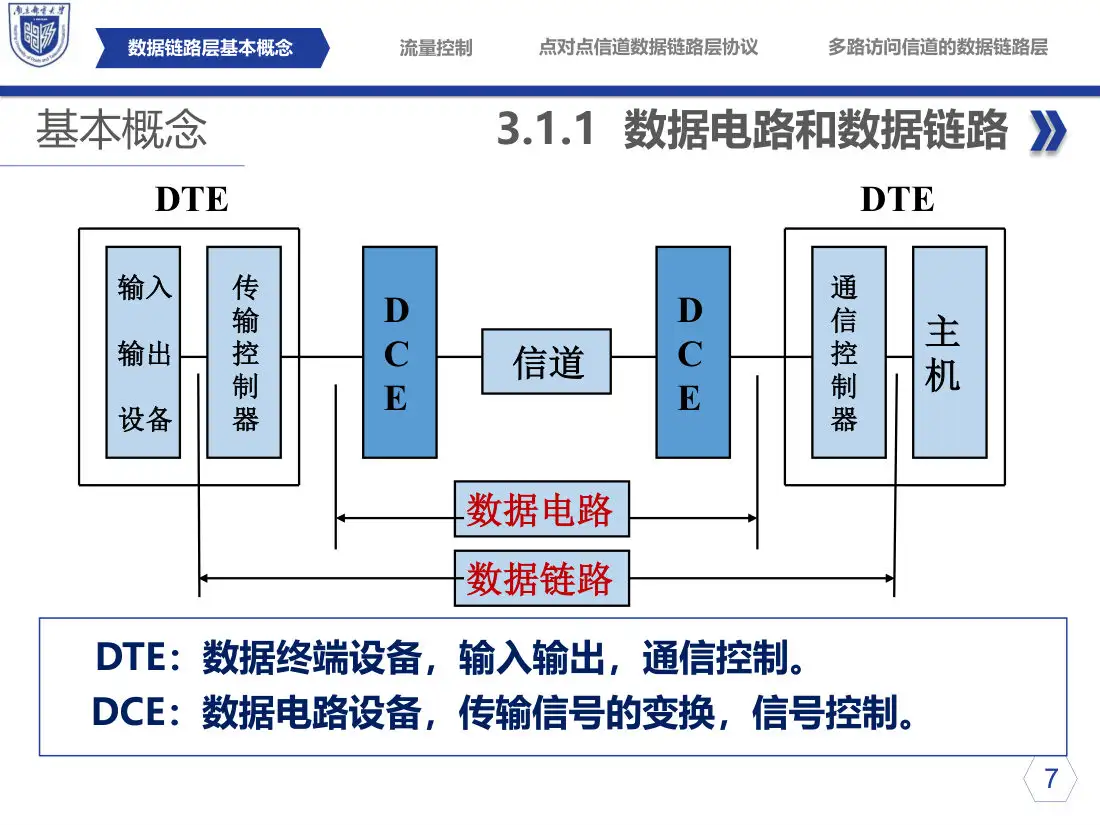 数据链路层基本概念
流量控制
点对点信道数据链路层协议
多路访问信道的数据链路层
基本概念
3.1.1 数据电路和数据链路
DTE
DTE
输入
输出
设备
传
输
控
制
器
D
C
E
信道
D
C
E
通
信
控
制
器
主
机
数据电路
数据链路
DTE：数据终端设备，输入输出，通信控制。
DCE：数据电路设备，传输信号的变换，信号控制。
7